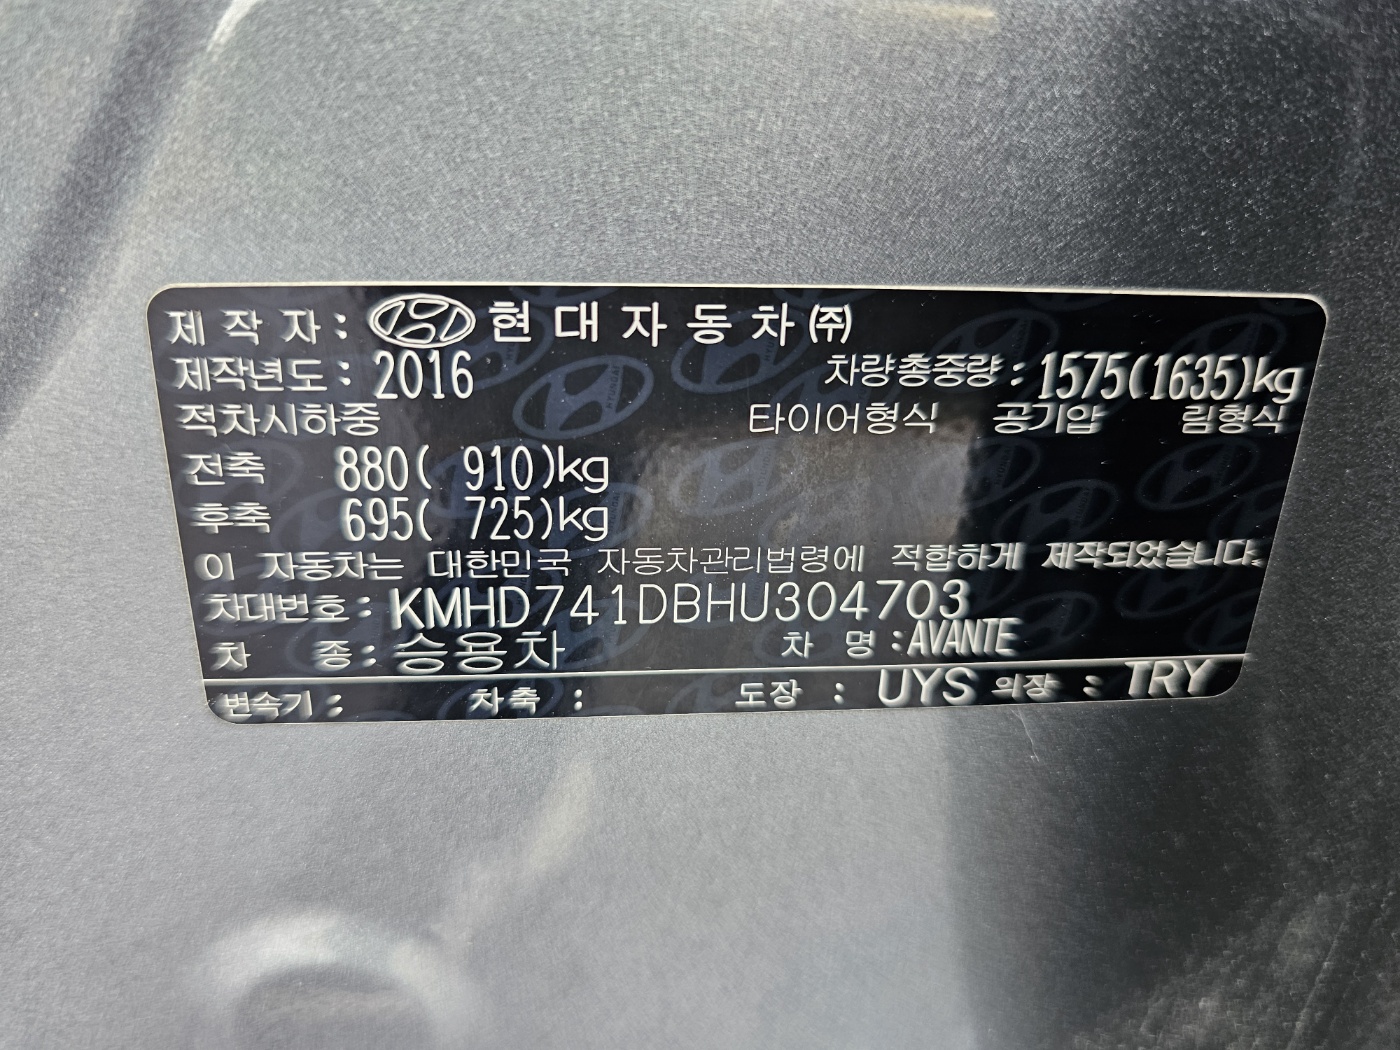 제 작 자 : 현 대 자 동 차 ㈜
제작년도 : 2016 차량총중량 : 1575(1635)kg
적차시하중 타이어형식 공기압 림형식
전축 880( 910)kg
후축 695( 725)kg
이 자동차는 대한민국 자동차관리법령에 적합하게 제작되었습니다.
차대번호 : KMHD741DBHU304703
차 종 : 승용차 차 명 : AVANTE
변속기 : 차축 : 도장 : UYS 의장 : TRY